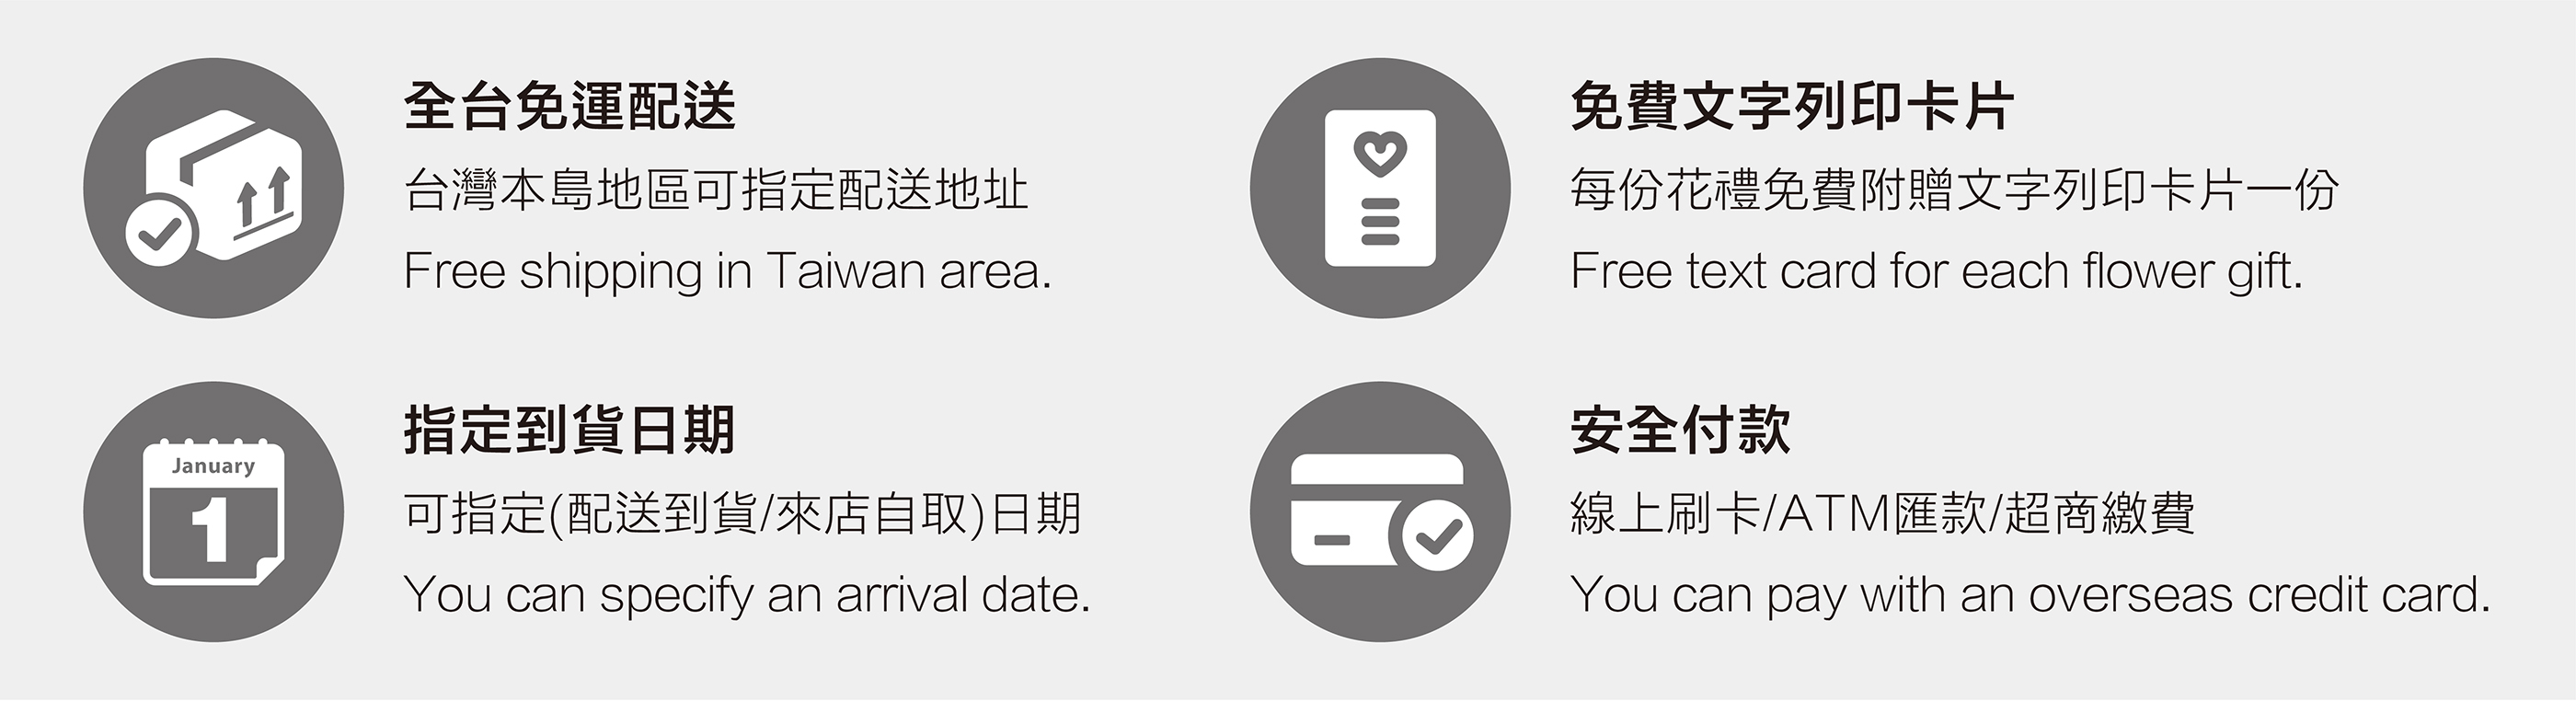 全台免運配送
台灣本島地區可指定配送地址
Free shipping in Taiwan area.
免費文字列印卡片
每份花禮免費附贈文字列印卡片一份
Free text card for each flower gift.
January
1
指定到貨日期
可指定(配送到貨/來店自取)日期
You can specify an arrival date.
安全付款
線上刷卡/ATM匯款/超商繳費
You can pay with an overseas credit card.